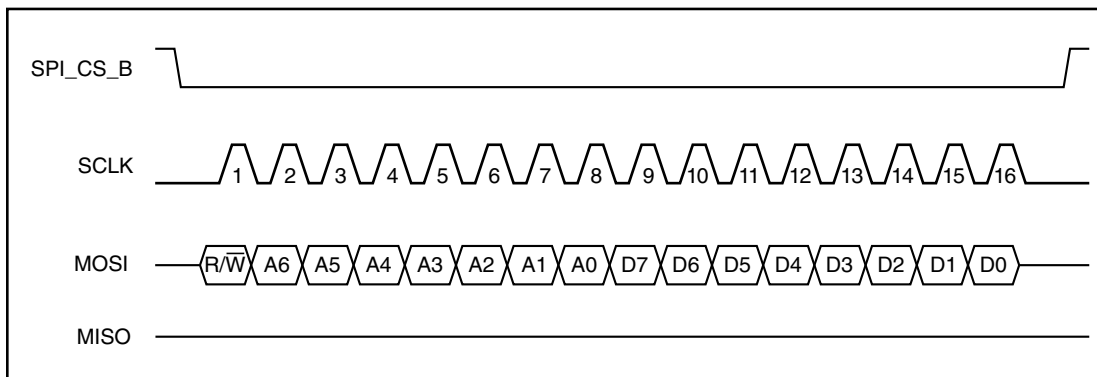 SPI_CS_B
SCLK 1 2 3 4 5 6 7 8 9 10 11 12 13 14 15 16
MOSI R/W̅ A6 A5 A4 A3 A2 A1 A0 D7 D6 D5 D4 D3 D2 D1 D0
MISO